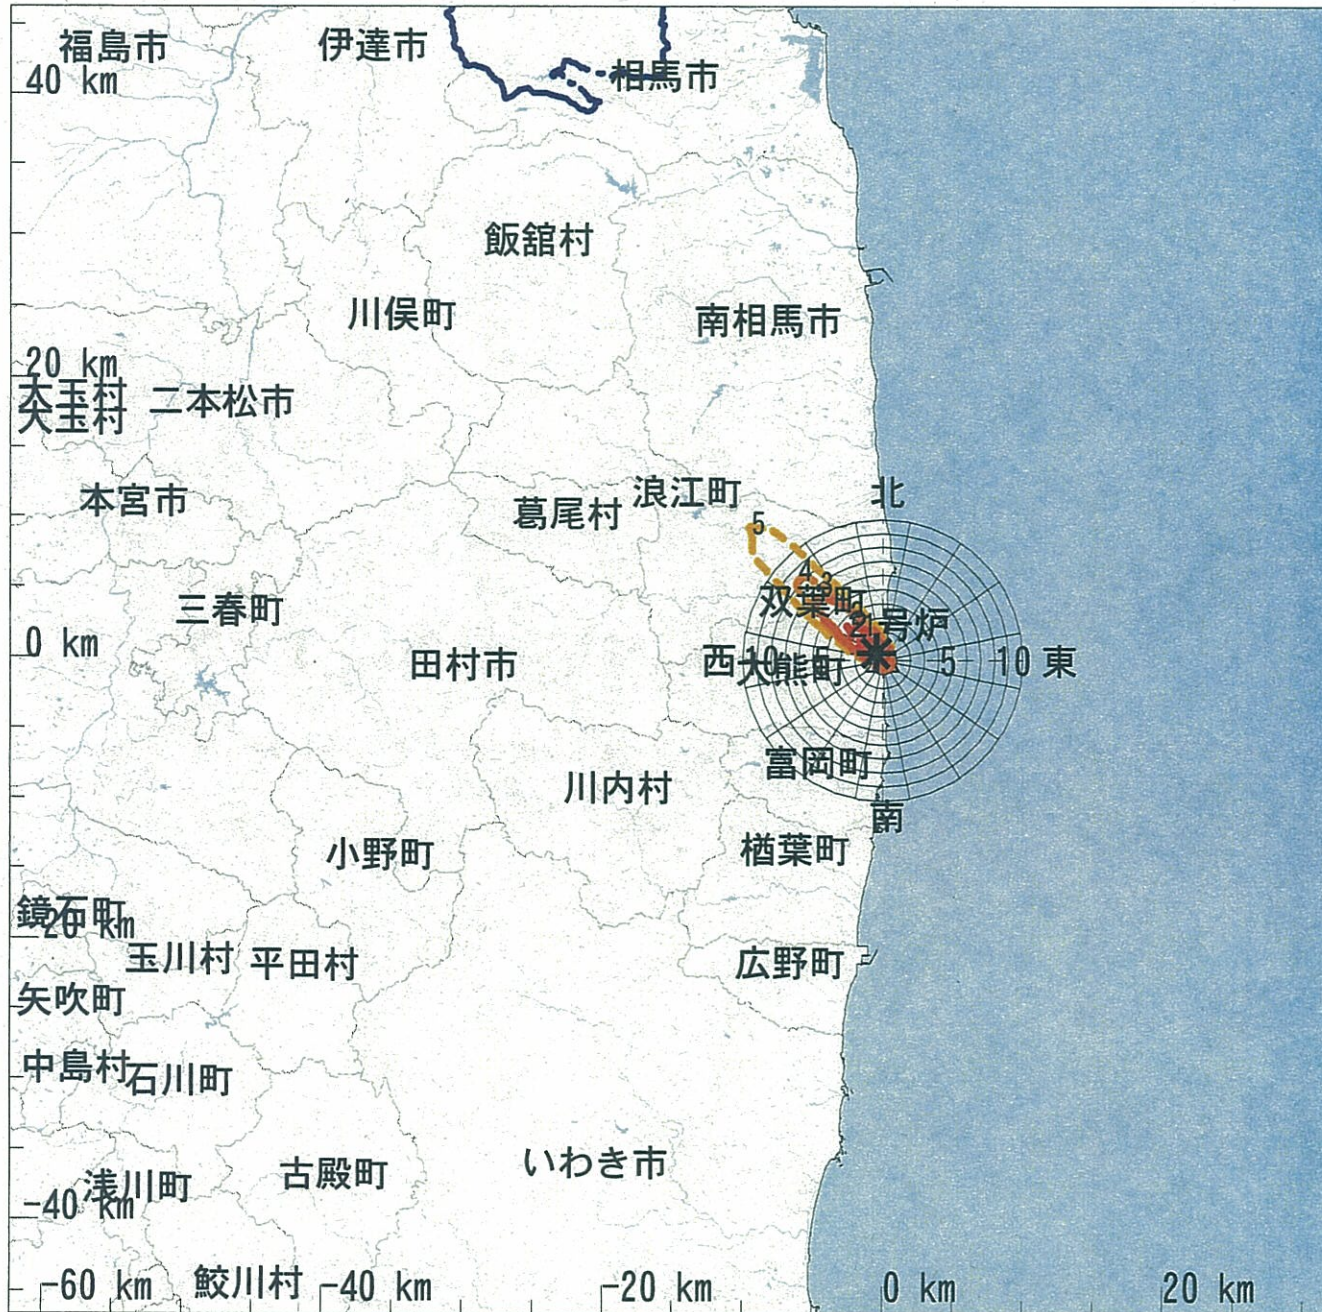 福島市
伊達市
相馬市
40 km
飯舘村
川俣町
南相馬市
20 km
大玉村
二本松市
大玉村
本宮市
葛尾村
浪江町
北
5
4
3
三春町
双葉町
2
1号炉
0 km
田村市
西
10
5
大熊町
5
10
東
富岡町
川内村
南
小野町
楢葉町
鏡石町
-20 km
玉川村
平田村
広野町
矢吹町
中島村
石川町
いわき市
浅川町
古殿町
-40 km
-60 km
鮫川村
-40 km
-20 km
0 km
20 km